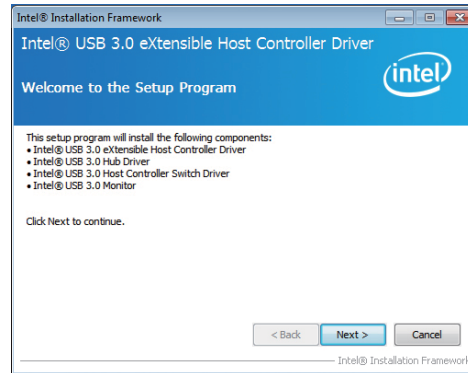 Intel® Installation Framework
Intel® USB 3.0 eXtensible Host Controller Driver
Welcome to the Setup Program
intel
This setup program will install the following components:
• Intel® USB 3.0 eXtensible Host Controller Driver
• Intel® USB 3.0 Hub Driver
• Intel® USB 3.0 Host Controller Switch Driver
• Intel® USB 3.0 Monitor
Click Next to continue.
< Back Next > Cancel
Intel® Installation Framework